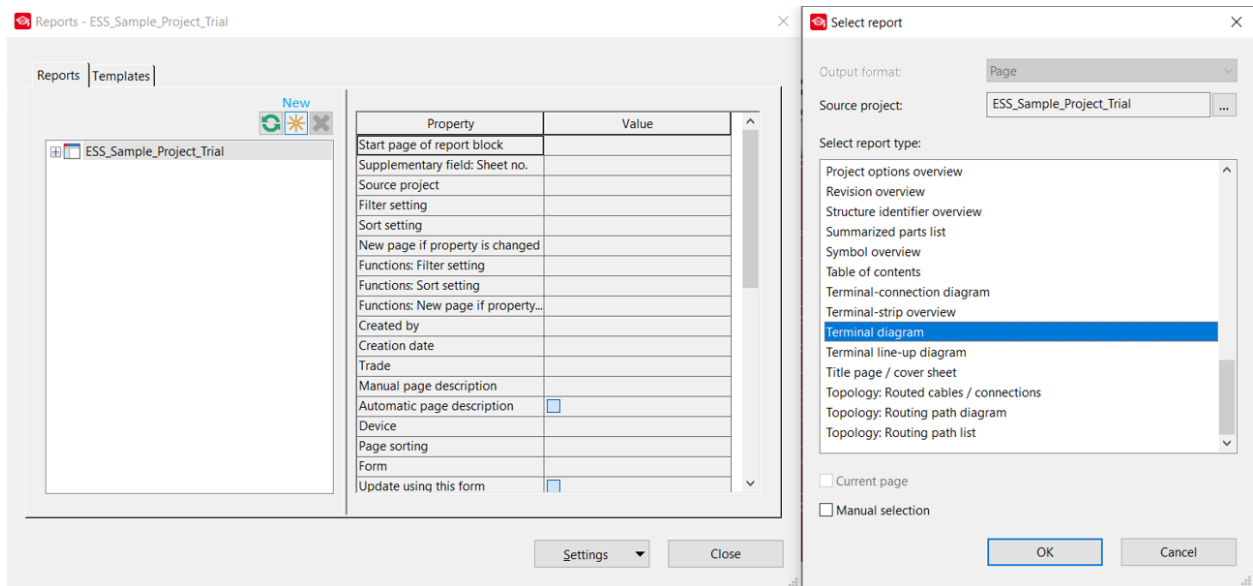 Reports - ESS_Sample_Project_Trial
Reports
Templates
New
ESS_Sample_Project_Trial
Property Value
Start page of report block
Supplementary field: Sheet no.
Source project
Filter setting
Sort setting
New page if property is changed
Functions: Filter setting
Functions: Sort setting
Functions: New page if property...
Created by
Creation date
Trade
Manual page description
Automatic page description
Device
Page sorting
Form
Update using this form
Settings
Close
Select report
Output format: Page
Source project: ESS_Sample_Project_Trial ...
Select report type:
Project options overview
Revision overview
Structure identifier overview
Summarized parts list
Symbol overview
Table of contents
Terminal-connection diagram
Terminal-strip overview
Terminal diagram
Terminal line-up diagram
Title page / cover sheet
Topology: Routed cables / connections
Topology: Routing path diagram
Topology: Routing path list
Current page
Manual selection
OK
Cancel